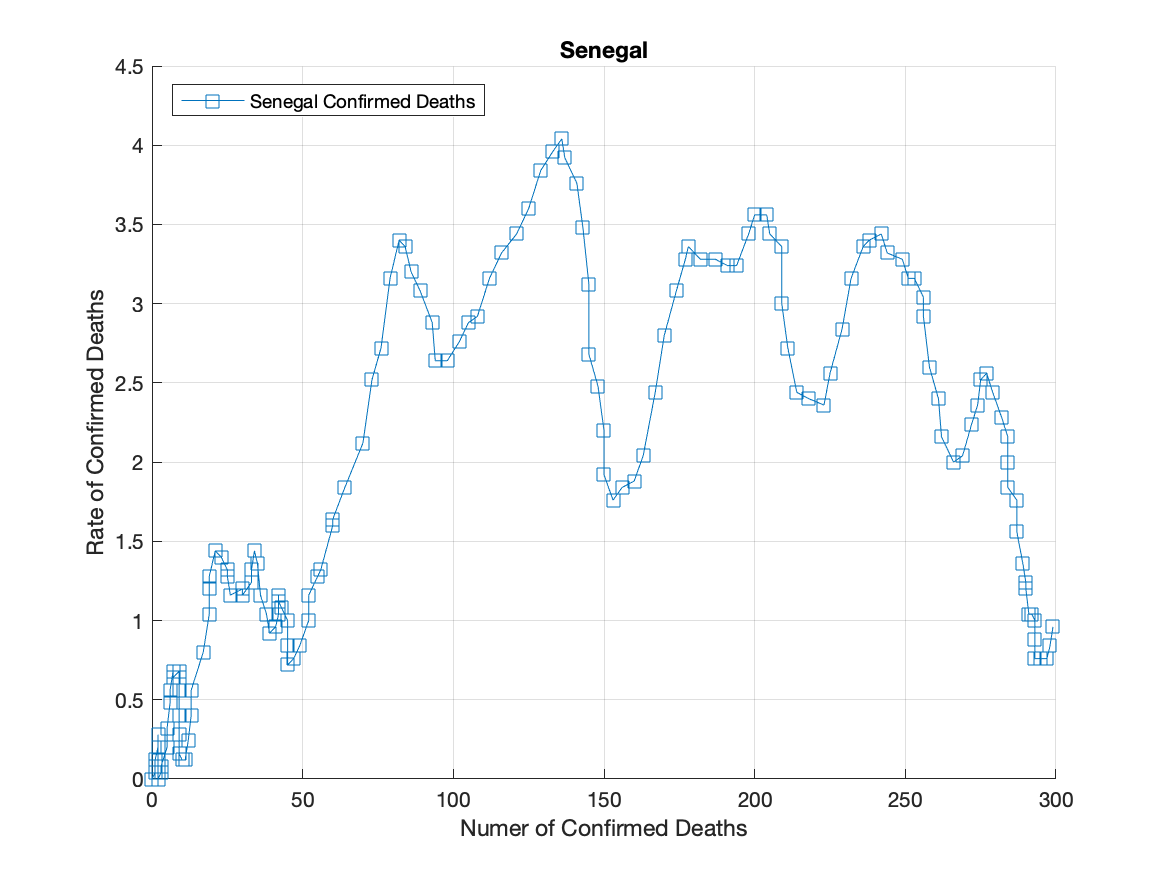 Senegal
4.5
Senegal Confirmed Deaths
4
3.5
3
2.5
2
1.5
1
0.5
0
Rate of Confirmed Deaths
0 50 100 150 200 250 300
Numer of Confirmed Deaths